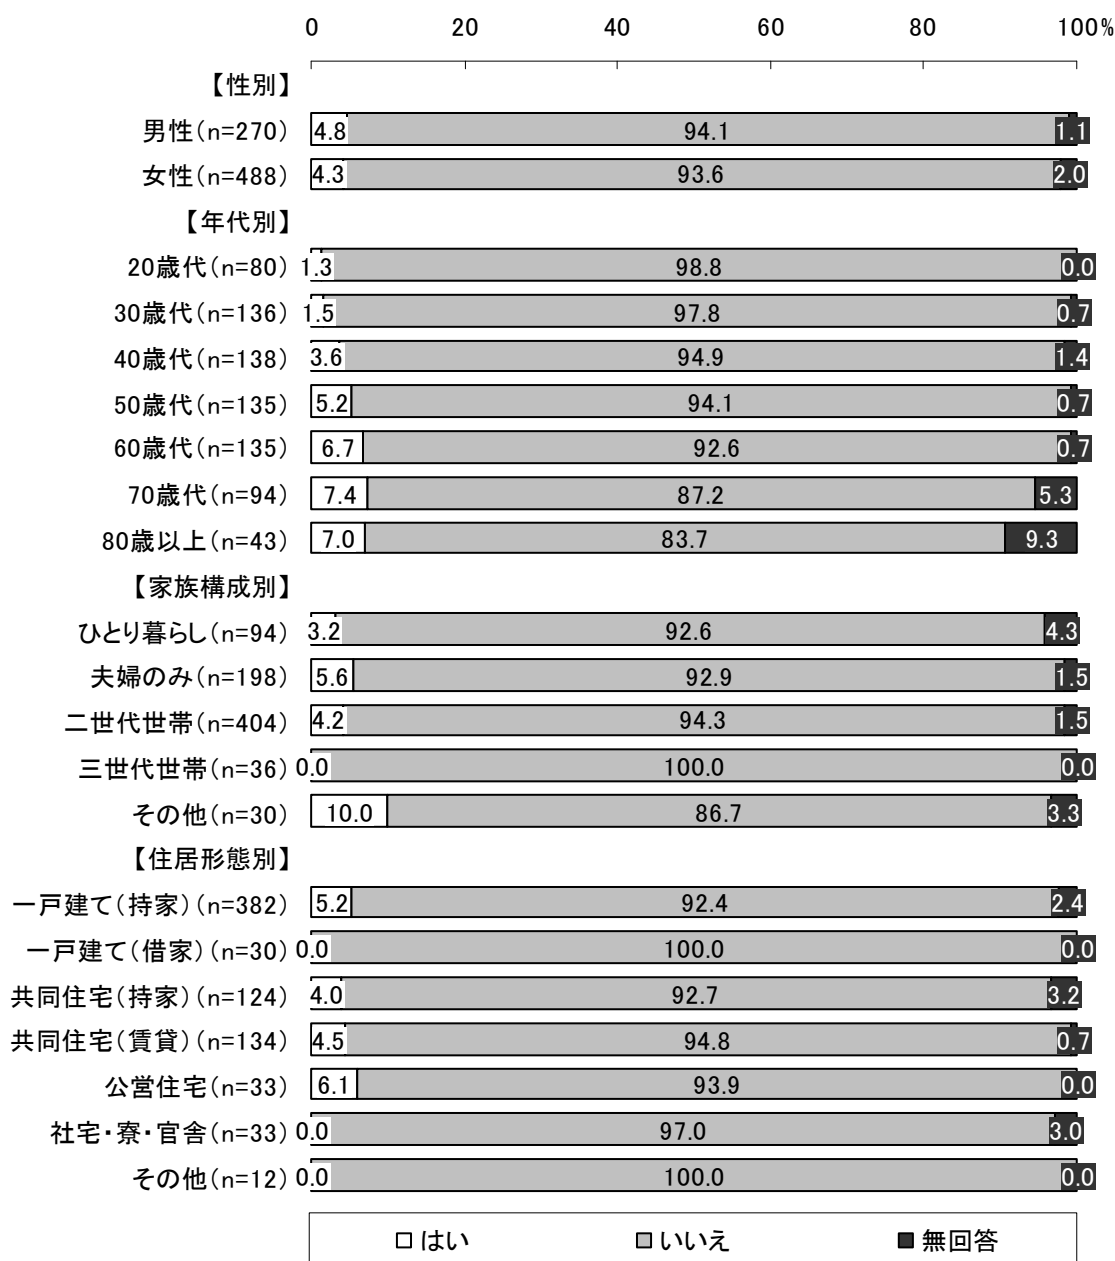 0 20 40 60 80 100%
【性別】
男性(n=270) 4.8 94.1 1.1
女性(n=488) 4.3 93.6 2.0
【年代別】
20歳代(n=80) 1.3 98.8 0.0
30歳代(n=136) 1.5 97.8 0.7
40歳代(n=138) 3.6 94.9 1.4
50歳代(n=135) 5.2 94.1 0.7
60歳代(n=135) 6.7 92.6 0.7
70歳代(n=94) 7.4 87.2 5.3
80歳以上(n=43) 7.0 83.7 9.3
【家族構成別】
ひとり暮らし(n=94) 3.2 92.6 4.3
夫婦のみ(n=198) 5.6 92.9 1.5
二世代世帯(n=404) 4.2 94.3 1.5
三世代世帯(n=36) 0.0 100.0 0.0
その他(n=30) 10.0 86.7 3.3
【住居形態別】
一戸建て(持家)(n=382) 5.2 92.4 2.4
一戸建て(借家)(n=30) 0.0 100.0 0.0
共同住宅(持家)(n=124) 4.0 92.7 3.2
共同住宅(賃貸)(n=134) 4.5 94.8 0.7
公営住宅(n=33) 6.1 93.9 0.0
社宅・寮・官舎(n=33) 0.0 97.0 3.0
その他(n=12) 0.0 100.0 0.0
はい いいえ 無回答